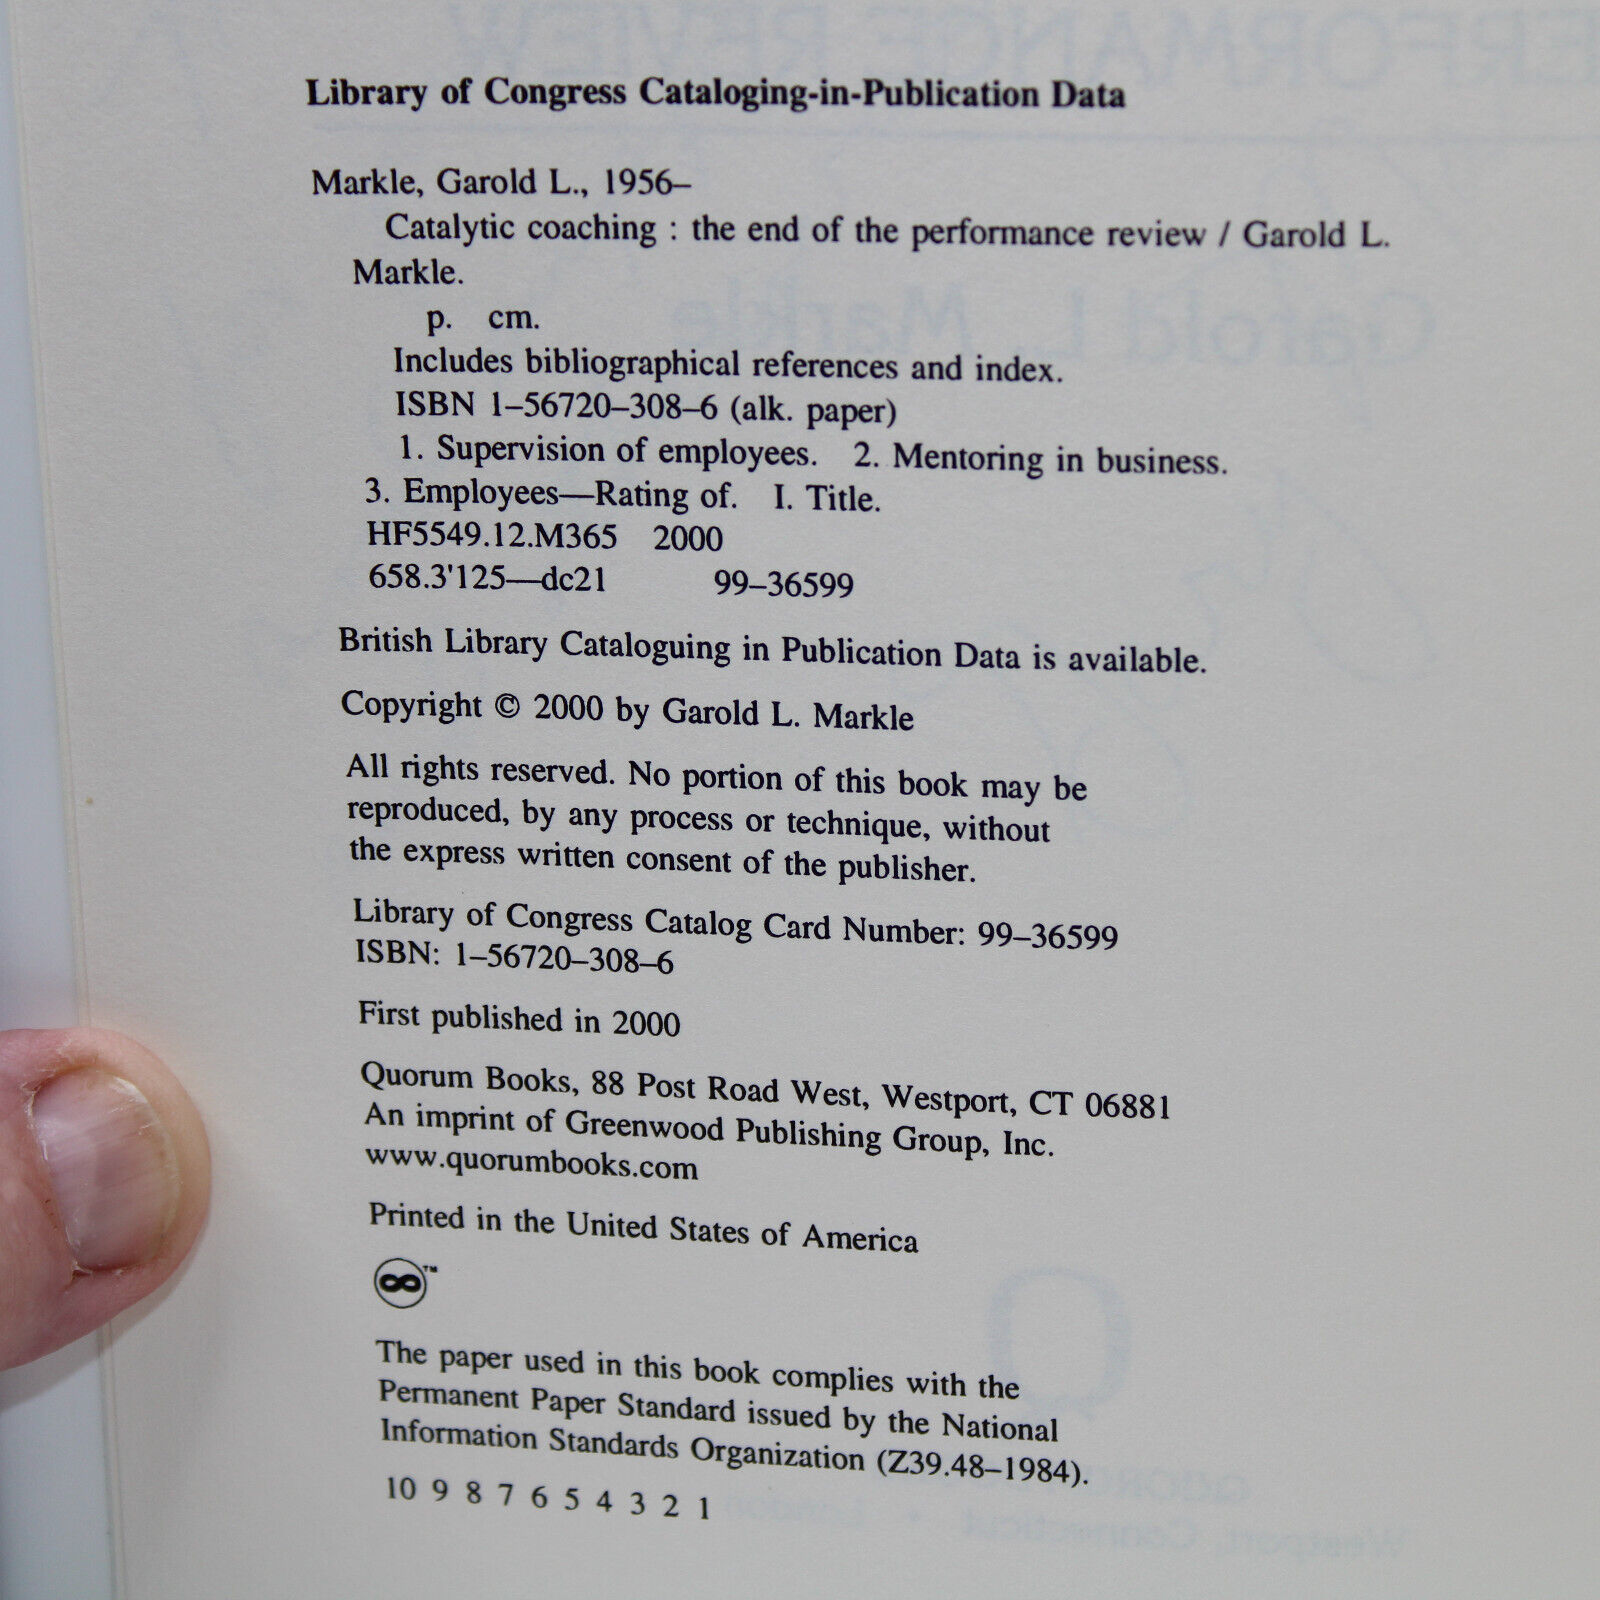 Library of Congress Cataloging-in-Publication Data
Markle, Garold L., 1956–
Catalytic coaching : the end of the performance review / Garold L.
Markle.
p. cm.
Includes bibliographical references and index.
ISBN 1–56720–308–6 (alk. paper)
1. Supervision of employees. 2. Mentoring in business.
3. Employees—Rating of. I. Title.
HF5549.12.M365 2000
658.3'125—dc21 99–36599
British Library Cataloguing in Publication Data is available.
Copyright © 2000 by Garold L. Markle
All rights reserved. No portion of this book may be
reproduced, by any process or technique, without
the express written consent of the publisher.
Library of Congress Catalog Card Number: 99–36599
ISBN: 1–56720–308–6
First published in 2000
Quorum Books, 88 Post Road West, Westport, CT 06881
An imprint of Greenwood Publishing Group, Inc.
www.quorumbooks.com
Printed in the United States of America
™
The paper used in this book complies with the
Permanent Paper Standard issued by the National
Information Standards Organization (Z39.48–1984).
10 9 8 7 6 5 4 3 2 1